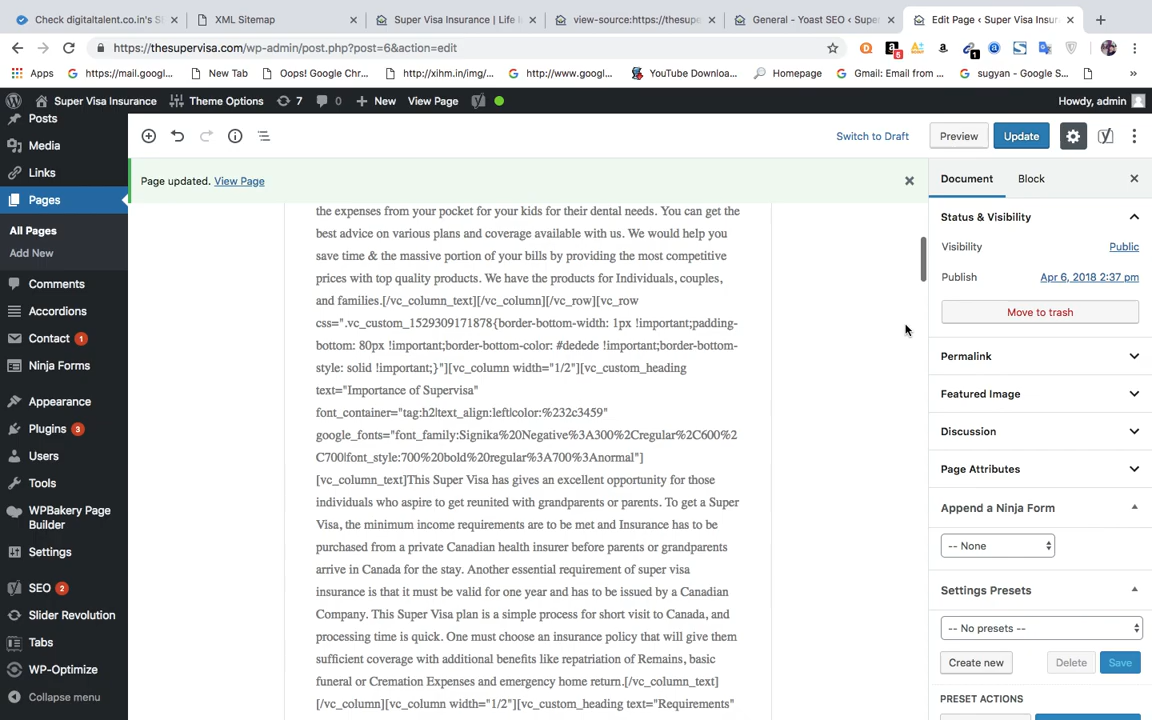 Check digitaltalent.co.in's S
XML Sitemap
Super Visa Insurance | Life i
view-source:https://thesupe
General - Yoast SEO < Supe
Edit Page < Super Visa Insur
https://thesupervisa.com/wp-admin/post.php?post=6&action=edit
5
1
Apps
https://mail.googl...
New Tab
Oops! Google Chr...
http://xihm.in/img/...
http://www.googl...
YouTube Downloa...
Homepage
Gmail: Email from ...
sugyan - Google S...
Super Visa Insurance
Theme Options
7
0
New
View Page
Howdy, admin
Posts
Media
Links
Pages
All Pages
Add New
Comments
Accordions
Contact 1
Ninja Forms
Appearance
Plugins 3
Users
Tools
WPBakery Page
Builder
Settings
SEO 2
Slider Revolution
Tabs
WP-Optimize
Collapse menu
Switch to Draft
Preview
Update
Page updated. View Page
the expenses from your pocket for your kids for their dental needs. You can get the
best advice on various plans and coverage available with us. We would help you
save time & the massive portion of your bills by providing the most competitive
prices with top quality products. We have the products for Individuals, couples,
and families.[/vc_column_text][/vc_column][/vc_row][vc_row
css=".vc_custom_1529309171878{border-bottom-width: 1px !important;padding-
bottom: 80px !important;border-bottom-color: #dedede !important;border-bottom-
style: solid !important;}"][vc_column width="1/2"][vc_custom_heading
text="Importance of Supervisa"
font_container="tag:h2|text_align:left|color:%232c3459"
google_fonts="font_family:Signika%20Negative%3A300%2Cregular%2C600%2
C700|font_style:700%20bold%20regular%3A700%3Anormal"]
[vc_column_text]This Super Visa has gives an excellent opportunity for those
individuals who aspire to get reunited with grandparents or parents. To get a Super
Visa, the minimum income requirements are to be met and Insurance has to be
purchased from a private Canadian health insurer before parents or grandparents
arrive in Canada for the stay. Another essential requirement of super visa
insurance is that it must be valid for one year and has to be issued by a Canadian
Company. This Super Visa plan is a simple process for short visit to Canada, and
processing time is quick. One must choose an insurance policy that will give them
sufficient coverage with additional benefits like repatriation of Remains, basic
funeral or Cremation Expenses and emergency home return.[/vc_column_text]
[/vc_column][vc_column width="1/2"][vc_custom_heading text="Requirements"
Document
Block
Status & Visibility
Visibility
Public
Publish
Apr 6, 2018 2:37 pm
Move to trash
Permalink
Featured Image
Discussion
Page Attributes
Append a Ninja Form
-- None
Settings Presets
-- No presets --
Create new
Delete
Save
PRESET ACTIONS